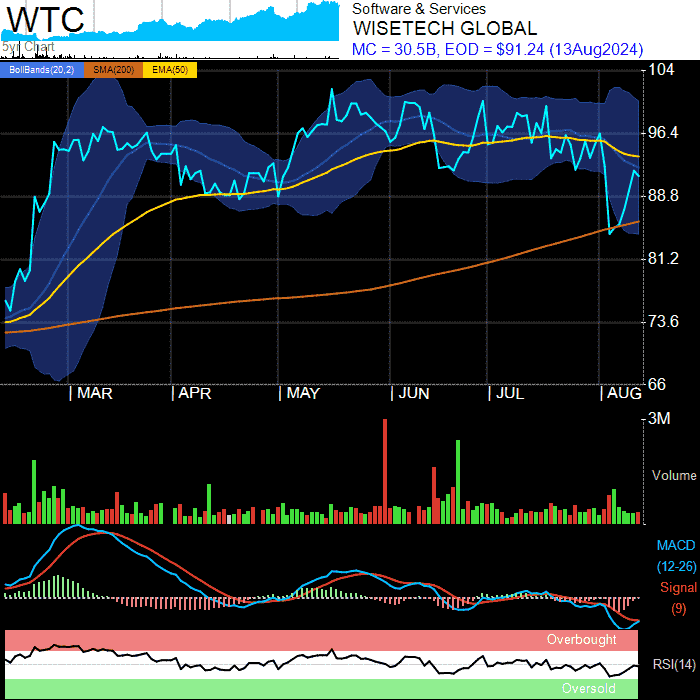 WTC
5yr Chart
Software & Services
WISETECH GLOBAL
MC = 30.5B, EOD = $91.24 (13Aug2024)
BollBands(20,2) SMA(200) EMA(50)
104
96.4
88.8
81.2
73.6
66
MAR APR MAY JUN JUL AUG
3M
Volume
MACD
(12-26)
Signal
(9)
Overbought
RSI(14)
Oversold